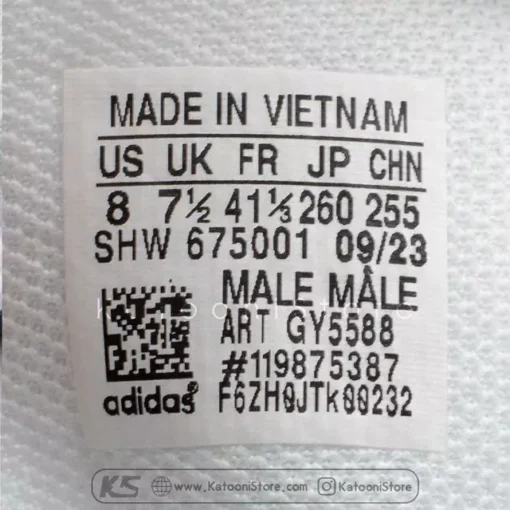 MADE IN VIETNAM
US UK FR JP CHN
8 7½ 41⅓ 260 255
SHW 675001 09/23
MALE MÂLE
ART GY5588
#119875387
adidas® F6ZH0JTk00232
KS www.KatooniStore.com KatooniStore